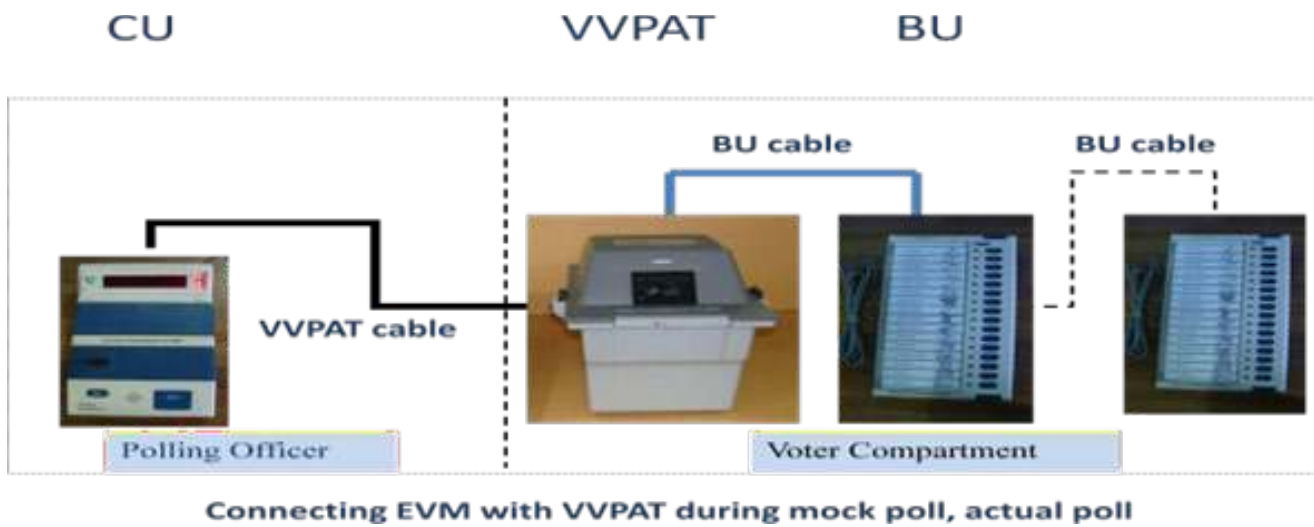 CU VVPAT BU
BU cable BU cable
VVPAT cable
Polling Officer Voter Compartment
Connecting EVM with VVPAT during mock poll, actual poll